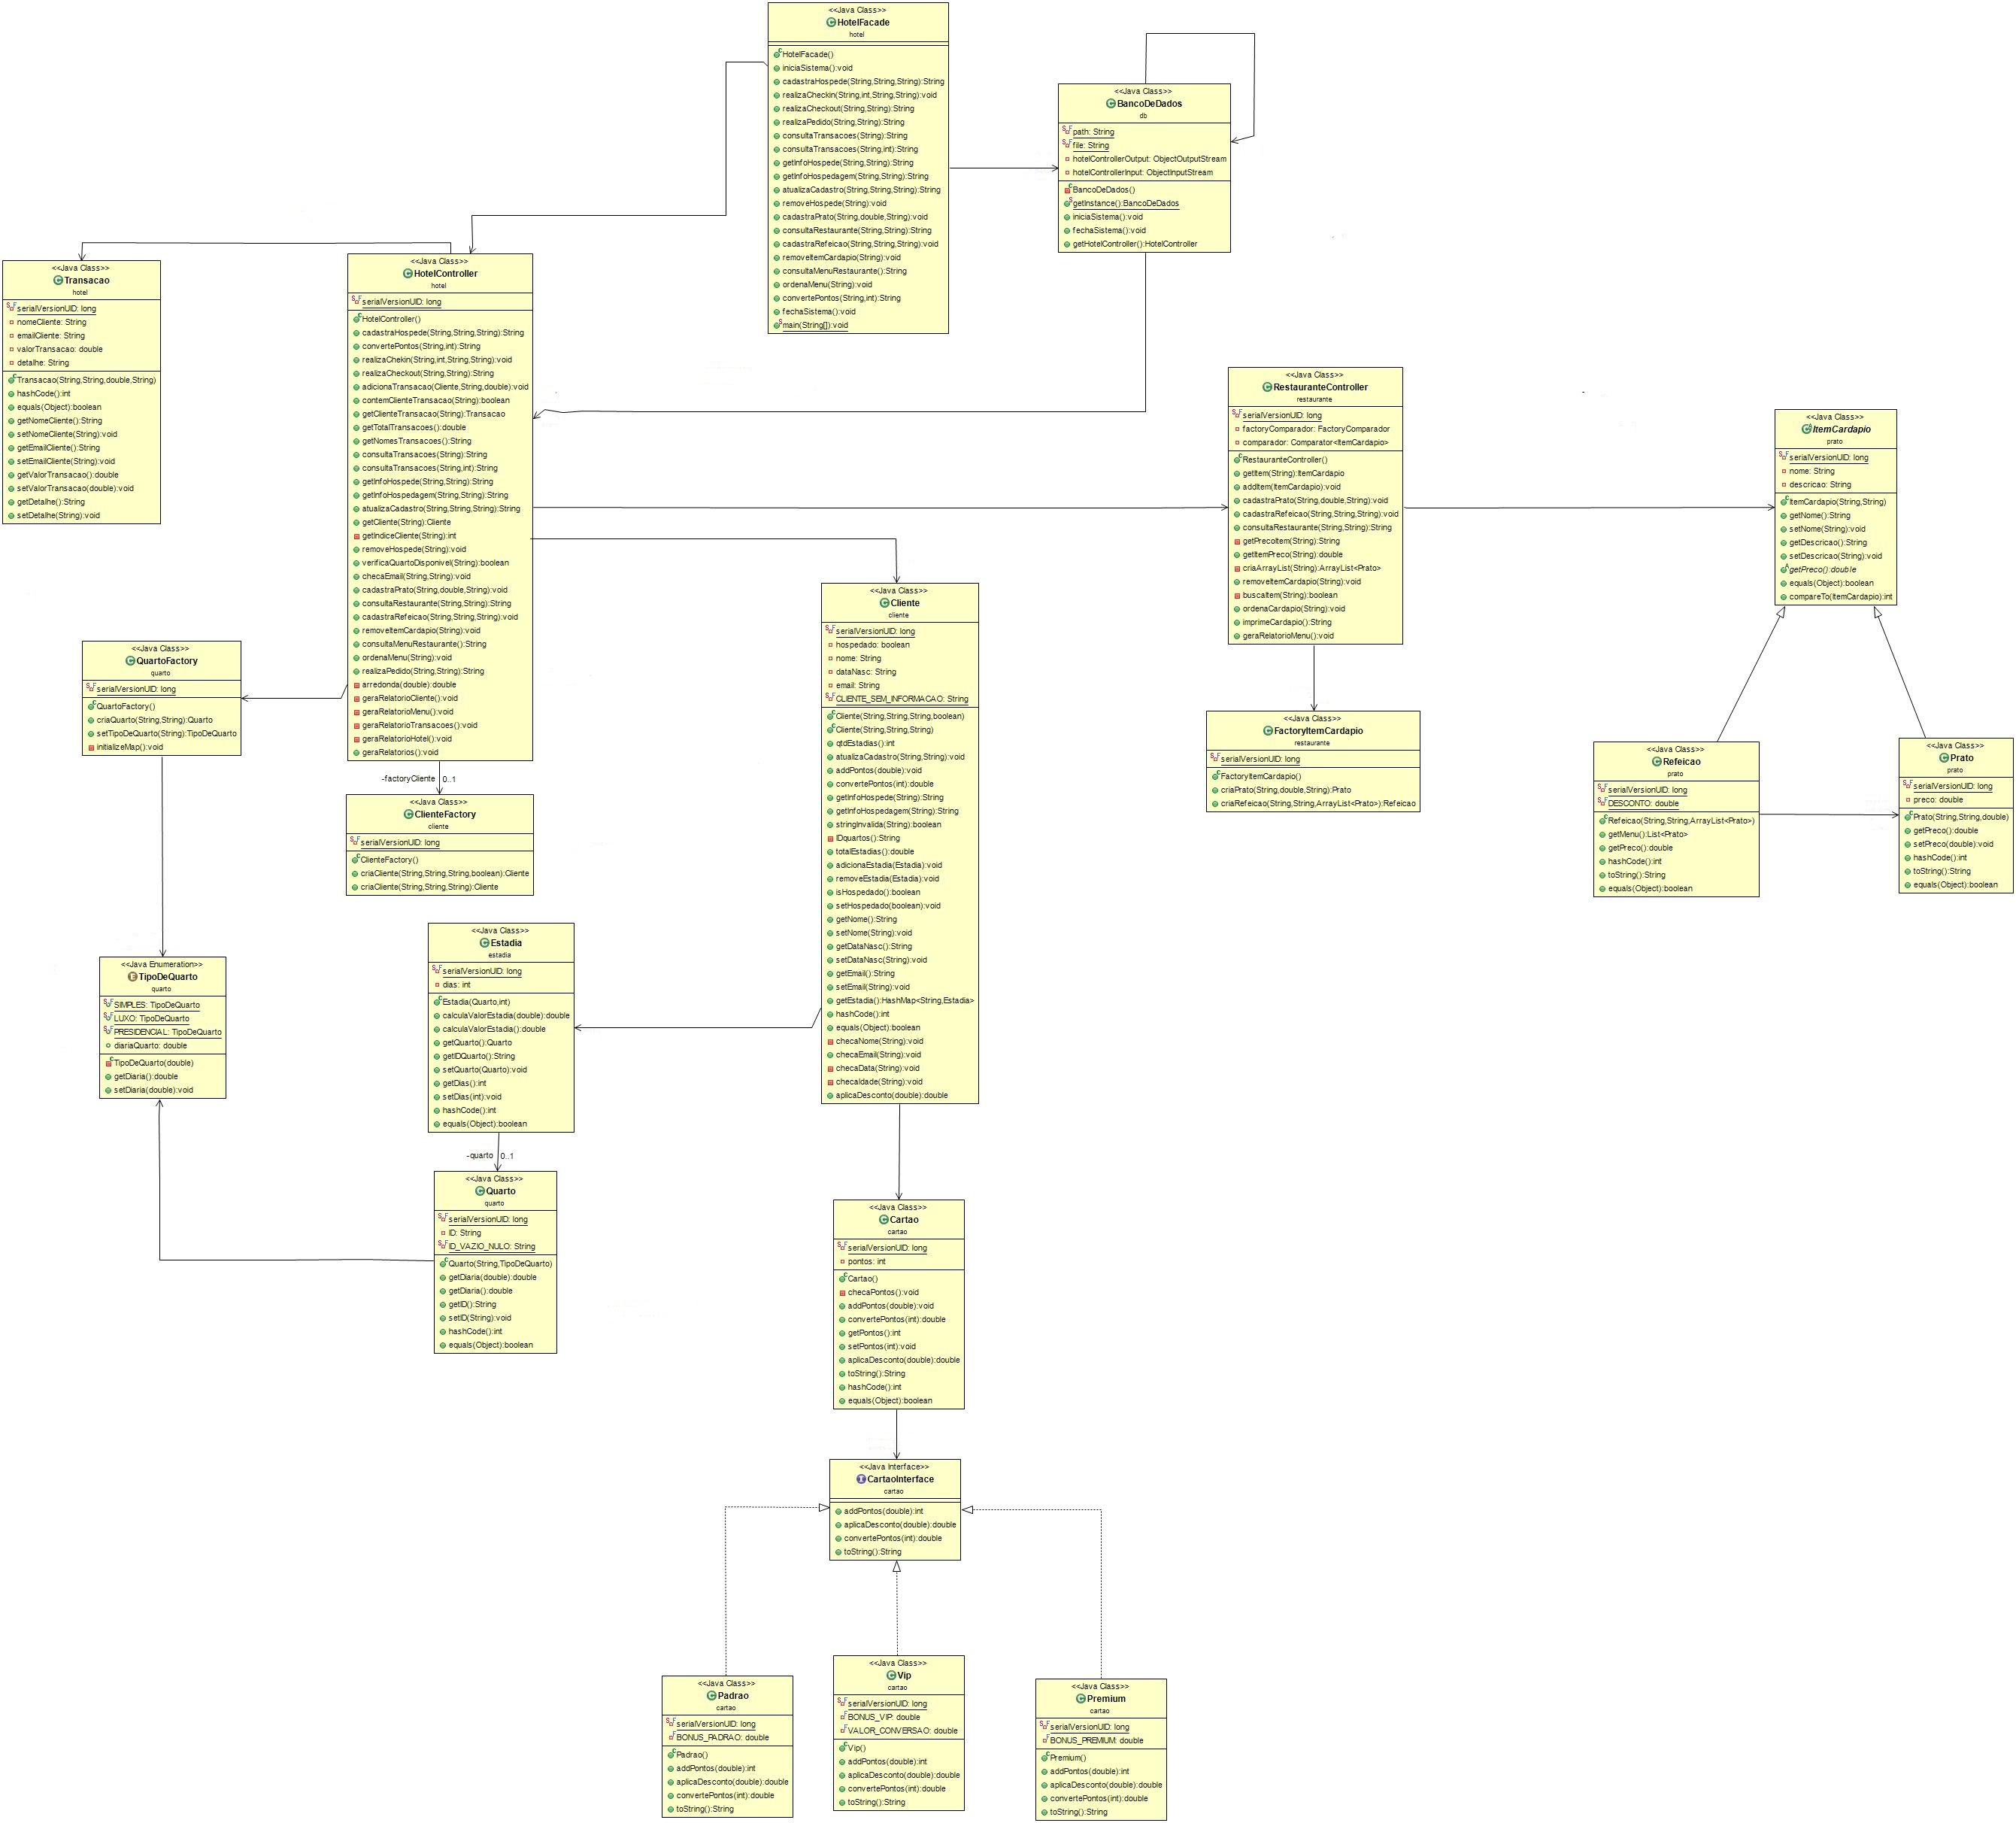 <<Java Class>>
HotelFacade
hotel
HotelFacade()
iniciaSistema():void
cadastraHospede(String,String,String):String
realizaCheckin(String,int,String,String):void
realizaCheckout(String,String):String
realizaPedido(String,String):String
consultaTransacoes(String):String
consultaTransacoes(String,int):String
getInfoHospede(String,String):String
getInfoHospedagem(String,String):String
atualizaCadastro(String,String,String):String
removeHospede(String):void
cadastraPrato(String,double,String):void
consultaRestaurante(String,String):String
cadastraRefeicao(String,String,String):void
removeItemCardapio(String):void
consultaMenuRestaurante():String
ordenaMenu(String):void
convertePontos(String,int):String
fechaSistema():void
main(String[]):void
<<Java Class>>
BancoDeDados
db
path: String
file: String
hotelControllerOutput: ObjectOutputStream
hotelControllerInput: ObjectInputStream
BancoDeDados()
getInstance():BancoDeDados
iniciaSistema():void
fechaSistema():void
getHotelController():HotelController
<<Java Class>>
Transacao
hotel
serialVersionUID: long
nomeCliente: String
emailCliente: String
valorTransacao: double
detalhe: String
Transacao(String,String,double,String)
hashCode():int
equals(Object):boolean
getNomeCliente():String
setNomeCliente(String):void
getEmailCliente():String
setEmailCliente(String):void
getValorTransacao():double
setValorTransacao(double):void
getDetalhe():String
setDetalhe(String):void
<<Java Class>>
HotelController
hotel
serialVersionUID: long
HotelController()
cadastraHospede(String,String,String):String
convertePontos(String,int):String
realizaChekin(String,int,String,String):void
realizaCheckout(String,String):String
adicionaTransacao(Cliente,String,double):void
contemClienteTransacao(String):boolean
getClienteTransacao(String):Transacao
getTotalTransacoes():double
getNomesTransacoes():String
consultaTransacoes(String):String
consultaTransacoes(String,int):String
getInfoHospede(String,String):String
getInfoHospedagem(String,String):String
atualizaCadastro(String,String,String):String
getCliente(String):Cliente
getIndiceCliente(String):int
removeHospede(String):void
verificaQuartoDisponivel(String):boolean
checaEmail(String,String):void
cadastraPrato(String,double,String):void
consultaRestaurante(String,String):String
cadastraRefeicao(String,String,String):void
removeItemCardapio(String):void
consultaMenuRestaurante():String
ordenaMenu(String):void
realizaPedido(String,String):String
arredonda(double):double
geraRelatorioCliente():void
geraRelatorioMenu():void
geraRelatorioTransacoes():void
geraRelatorioHotel():void
geraRelatorios():void
<<Java Class>>
RestauranteController
restaurante
serialVersionUID: long
factoryComparador: FactoryComparador
comparador: Comparator<ItemCardapio>
RestauranteController()
getItem(String):ItemCardapio
addItem(ItemCardapio):void
cadastraPrato(String,double,String):void
cadastraRefeicao(String,String,String):void
consultaRestaurante(String,String):String
getPrecoItem(String):String
getItemPreco(String):double
criaArrayList(String):ArrayList<Prato>
removeItemCardapio(String):void
buscaItem(String):boolean
ordenaCardapio(String):void
imprimeCardapio():String
geraRelatorioMenu():void
<<Java Class>>
ItemCardapio
prato
serialVersionUID: long
nome: String
descricao: String
ItemCardapio(String,String)
getNome():String
setNome(String):void
getDescricao():String
setDescricao(String):void
getPreco():double
equals(Object):boolean
compareTo(ItemCardapio):int
<<Java Class>>
Cliente
cliente
serialVersionUID: long
hospedado: boolean
nome: String
dataNasc: String
email: String
CLIENTE_SEM_INFORMACAO: String
Cliente(String,String,String,boolean)
Cliente(String,String,String)
qtdEstadias():int
atualizaCadastro(String,String):void
addPontos(double):void
convertePontos(int):double
getInfoHospede(String):String
getInfoHospedagem(String):String
stringInvalida(String):boolean
IDquartos():String
totalEstadias():double
adicionaEstadia(Estadia):void
removeEstadia(Estadia):void
isHospedado():boolean
setHospedado(boolean):void
getNome():String
setNome(String):void
getDataNasc():String
setDataNasc(String):void
getEmail():String
setEmail(String):void
getEstadia():HashMap<String,Estadia>
hashCode():int
equals(Object):boolean
checaNome(String):void
checaEmail(String):void
checaData(String):void
checaIdade(String):void
aplicaDesconto(double):double
<<Java Class>>
QuartoFactory
quarto
serialVersionUID: long
QuartoFactory()
criaQuarto(String,String):Quarto
setTipoDeQuarto(String):TipoDeQuarto
initializeMap():void
<<Java Class>>
FactoryItemCardapio
restaurante
serialVersionUID: long
FactoryItemCardapio()
criaPrato(String,double,String):Prato
criaRefeicao(String,String,ArrayList<Prato>):Refeicao
<<Java Class>>
Refeicao
prato
serialVersionUID: long
DESCONTO: double
Refeicao(String,String,ArrayList<Prato>)
getMenu():List<Prato>
getPreco():double
hashCode():int
toString():String
equals(Object):boolean
<<Java Class>>
Prato
prato
serialVersionUID: long
preco: double
Prato(String,String,double)
getPreco():double
setPreco(double):void
hashCode():int
toString():String
equals(Object):boolean
-factoryCliente 0..1
<<Java Class>>
ClienteFactory
cliente
serialVersionUID: long
ClienteFactory()
criaCliente(String,String,String,boolean):Cliente
criaCliente(String,String,String):Cliente
<<Java Class>>
Estadia
estadia
serialVersionUID: long
dias: int
Estadia(Quarto,int)
calculaValorEstadia(double):double
calculaValorEstadia():double
getQuarto():Quarto
getIDQuarto():String
setQuarto(Quarto):void
getDias():int
setDias(int):void
hashCode():int
equals(Object):boolean
<<Java Enumeration>>
TipoDeQuarto
quarto
SIMPLES: TipoDeQuarto
LUXO: TipoDeQuarto
PRESIDENCIAL: TipoDeQuarto
diariaQuarto: double
TipoDeQuarto(double)
getDiaria():double
setDiaria(double):void
-quarto 0..1
<<Java Class>>
Quarto
quarto
serialVersionUID: long
ID: String
ID_VAZIO_NULO: String
Quarto(String,TipoDeQuarto)
getDiaria(double):double
getDiaria():double
getID():String
setID(String):void
hashCode():int
equals(Object):boolean
<<Java Class>>
Cartao
cartao
serialVersionUID: long
pontos: int
Cartao()
checaPontos():void
addPontos(double):void
convertePontos(int):double
getPontos():int
setPontos(int):void
aplicaDesconto(double):double
toString():String
hashCode():int
equals(Object):boolean
<<Java Interface>>
CartaoInterface
cartao
addPontos(double):int
aplicaDesconto(double):double
convertePontos(int):double
toString():String
<<Java Class>>
Padrao
cartao
serialVersionUID: long
BONUS_PADRAO: double
Padrao()
addPontos(double):int
aplicaDesconto(double):double
convertePontos(int):double
toString():String
<<Java Class>>
Vip
cartao
serialVersionUID: long
BONUS_VIP: double
VALOR_CONVERSAO: double
Vip()
addPontos(double):int
aplicaDesconto(double):double
convertePontos(int):double
toString():String
<<Java Class>>
Premium
cartao
serialVersionUID: long
BONUS_PREMIUM: double
Premium()
addPontos(double):int
aplicaDesconto(double):double
convertePontos(int):double
toString():String